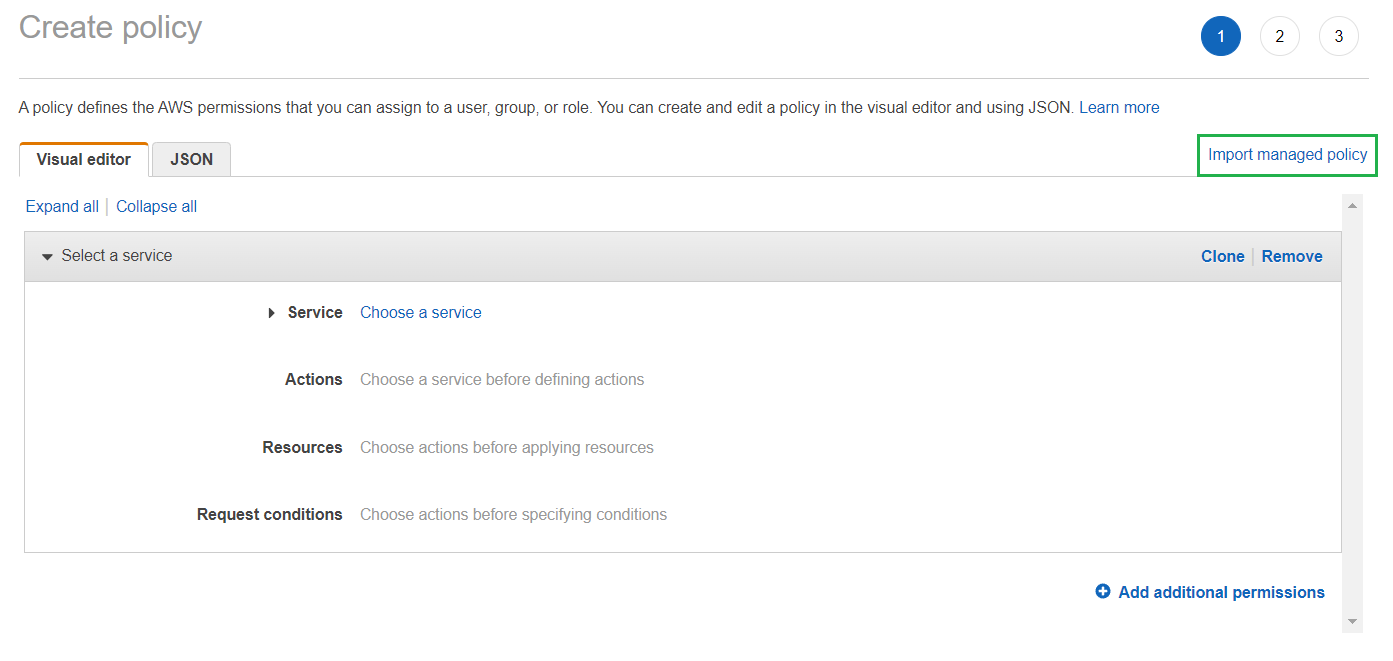 Create policy
1 2 3
A policy defines the AWS permissions that you can assign to a user, group, or role. You can create and edit a policy in the visual editor and using JSON. Learn more
Visual editor JSON Import managed policy
Expand all Collapse all
Select a service Clone Remove
Service Choose a service
Actions Choose a service before defining actions
Resources Choose actions before applying resources
Request conditions Choose actions before specifying conditions
Add additional permissions